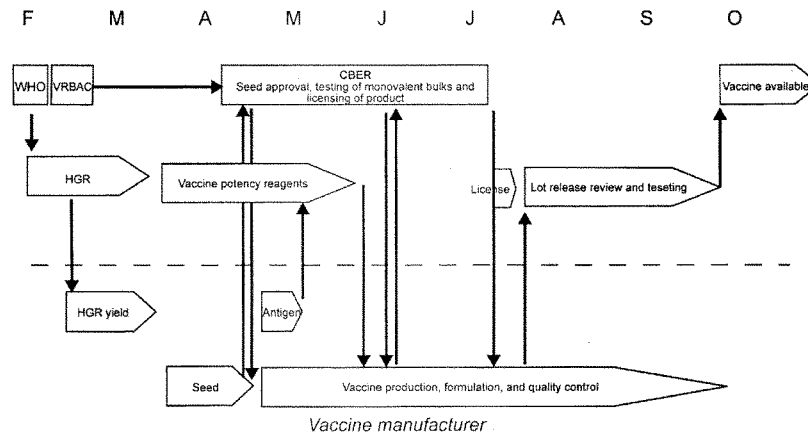 F M A M J J A S O
WHO VRBAC
CBER
Seed approval, testing of monovalent bulks and
licensing of product
Vaccine available
HGR
Vaccine potency reagents
License
Lot release review and teseting
HGR yield
Antigen
Seed
Vaccine production, formulation, and quality control
Vaccine manufacturer